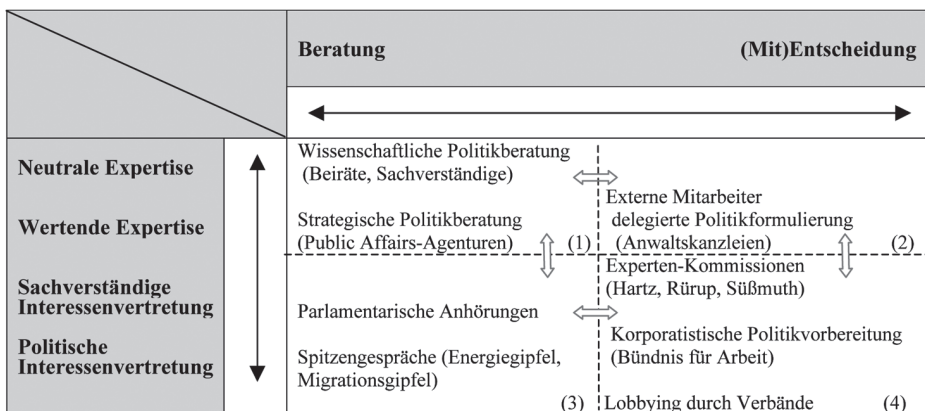 Beratung (Mit)Entscheidung
Neutrale Expertise
Wertende Expertise
Sachverständige
Interessenvertretung
Politische
Interessenvertretung
Wissenschaftliche Politikberatung
(Beiräte, Sachverständige)
Strategische Politikberatung
(Public Affairs-Agenturen) (1)
Externe Mitarbeiter
delegierte Politikformulierung
(Anwaltskanzleien) (2)
Parlamentarische Anhörungen
Spitzengespräche (Energiegipfel,
Migrationsgipfel)
(3)
Experten-Kommissionen
(Hartz, Rürup, Süßmuth)
Korporatistische Politikvorbereitung
(Bündnis für Arbeit)
Lobbying durch Verbände (4)